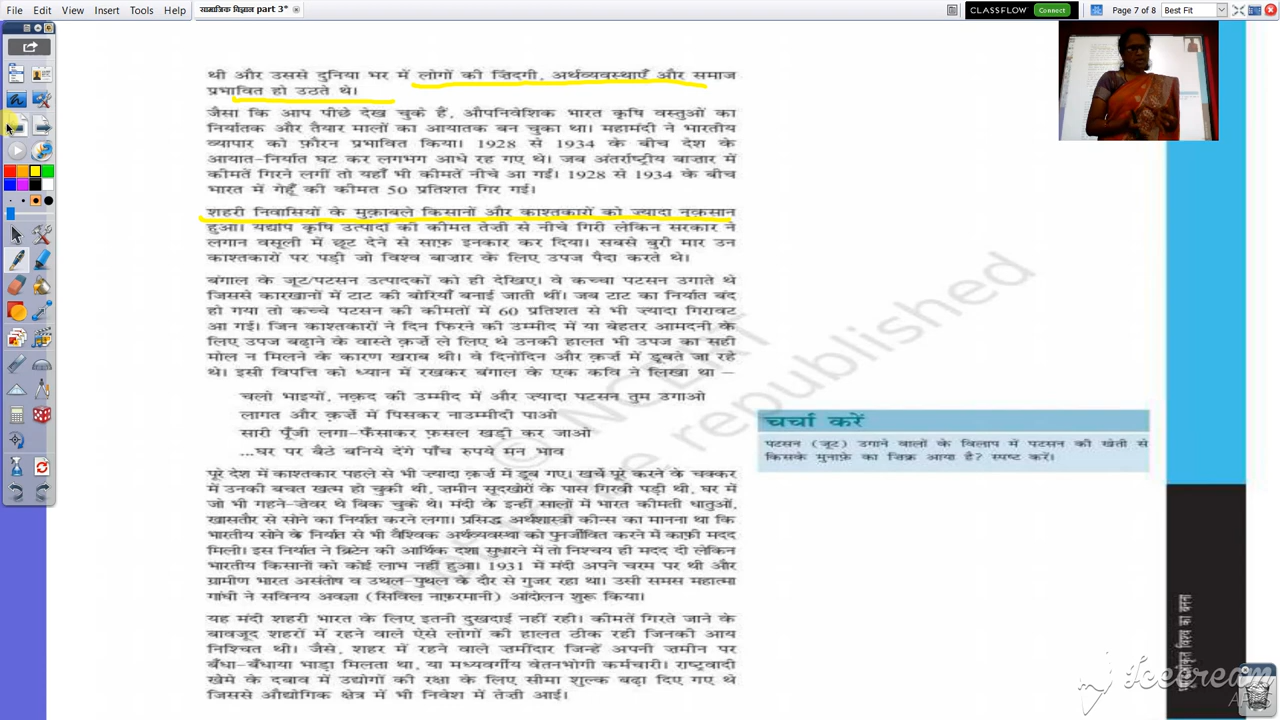 File Edit View Insert Tools Help
सामाजिक विज्ञान part 3*
CLASSFLOW Connect
Page 7 of 8 Best Fit
थी और उससे दुनिया भर में लोगों की ज़िंदगी, अर्थव्यवस्थाएँ और समाज
प्रभावित हो उठते थे।
जैसा कि आप पीछे देख चुके हैं, औपनिवेशिक भारत कृषि वस्तुओं का
निर्यातक और तैयार मालों का आयातक बन चुका था। महामंदी ने भारतीय
व्यापार को फ़ौरन प्रभावित किया। 1928 से 1934 के बीच देश के
आयात-निर्यात घट कर लगभग आधे रह गए थे। जब अंतर्राष्ट्रीय बाज़ार में
कीमतें गिरने लगीं तो यहाँ भी कीमतें नीचे आ गईं। 1928 से 1934 के बीच
भारत में गेहूँ की कीमत 50 प्रतिशत गिर गई।
शहरी निवासियों के मुक़ाबले किसानों और काश्तकारों को ज़्यादा नुक़सान
हुआ। यद्यपि कृषि उत्पादों की कीमत तेज़ी से नीचे गिरी लेकिन सरकार ने
लगान वसूली में छूट देने से साफ़ इनकार कर दिया। सबसे बुरी मार उन
काश्तकारों पर पड़ी जो विश्व बाज़ार के लिए उपज पैदा करते थे।
बंगाल के जूट/पटसन उत्पादकों को ही देखिए। वे कच्चा पटसन उगाते थे
जिससे कारखानों में टाट की बोरियाँ बनाई जाती थीं। जब टाट का निर्यात बंद
हो गया तो कच्चे पटसन की कीमतों में 60 प्रतिशत से भी ज़्यादा गिरावट
आ गई। जिन काश्तकारों ने दिन फिरने की उम्मीद में या बेहतर आमदनी के
लिए उपज बढ़ाने के वास्ते क़र्ज़े ले लिए थे उनकी हालत भी उपज का सही
मोल न मिलने के कारण खराब थी। वे दिनोंदिन और क़र्ज़ में डूबते जा रहे
थे। इसी विपत्ति को ध्यान में रखकर बंगाल के एक कवि ने लिखा था –
चलो भाइयों, नक़द की उम्मीद में और ज़्यादा पटसन तुम उगाओ
लागत और क़र्ज़े में पिसकर नाउम्मीदी पाओ
सारी पूँजी लगा-फँसाकर फ़सल खड़ी कर जाओ
...घर पर बैठे बनिये देंगे पाँच रुपये मन भाव
पूरे देश में काश्तकार पहले से भी ज़्यादा क़र्ज़ में डूब गए। खर्चे पूरे करने के चक्कर
में उनकी बचत खत्म हो चुकी थी, ज़मीन सूदखोरों के पास गिरवी पड़ी थी, घर में
जो भी गहने-ज़ेवर थे बिक चुके थे। मंदी के इन्हीं सालों में भारत कीमती धातुओं,
खासतौर से सोने का निर्यात करने लगा। प्रसिद्ध अर्थशास्त्री कीन्स का मानना था कि
भारतीय सोने के निर्यात से भी वैश्विक अर्थव्यवस्था को पुनर्जीवित करने में काफ़ी मदद
मिली। इस निर्यात ने ब्रिटेन की आर्थिक दशा सुधारने में तो निश्चय ही मदद दी लेकिन
भारतीय किसानों को कोई लाभ नहीं हुआ। 1931 में मंदी अपने चरम पर थी और
ग्रामीण भारत असंतोष व उथल-पुथल के दौर से गुजर रहा था। उसी समस महात्मा
गांधी ने सविनय अवज्ञा (सिविल नाफ़रमानी) आंदोलन शुरू किया।
यह मंदी शहरी भारत के लिए इतनी दुखदाई नहीं रही। कीमतें गिरते जाने के
बावजूद शहरों में रहने वाले ऐसे लोगों की हालत ठीक रही जिनकी आय
निश्चित थी। जैसे, शहर में रहने वाले ज़मींदार जिन्हें अपनी ज़मीन पर
बँधा-बँधाया भाड़ा मिलता था, या मध्यवर्गीय वेतनभोगी कर्मचारी। राष्ट्रवादी
खेमे के दबाव में उद्योगों की रक्षा के लिए सीमा शुल्क बढ़ा दिए गए थे
जिससे औद्योगिक क्षेत्र में भी निवेश में तेज़ी आई।
चर्चा करें
पटसन (जूट) उगाने वालों के विलाप में पटसन की खेती से
किसके मुनाफ़े का ज़िक्र आया है? स्पष्ट करें।
© NCERT
be republished
Icecream
APPS